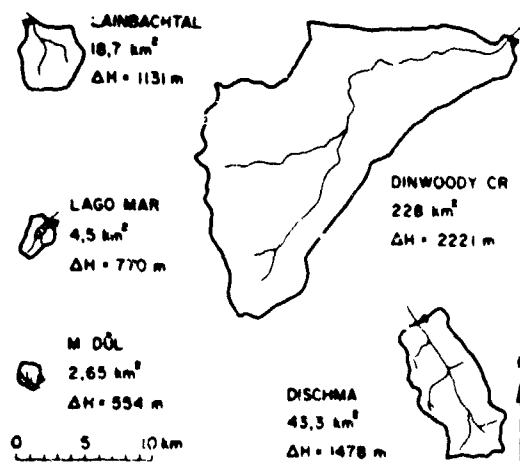 LAINBACHTAL
18,7 km²
ΔH = 1131 m
DINWOODY CR
228 km²
ΔH = 2221 m
LAGO MAR
4,5 km²
ΔH = 770 m
M DŮL
2,65 km²
ΔH = 554 m
DISCHMA
43,3 km²
ΔH = 1478 m
0 5 10 km